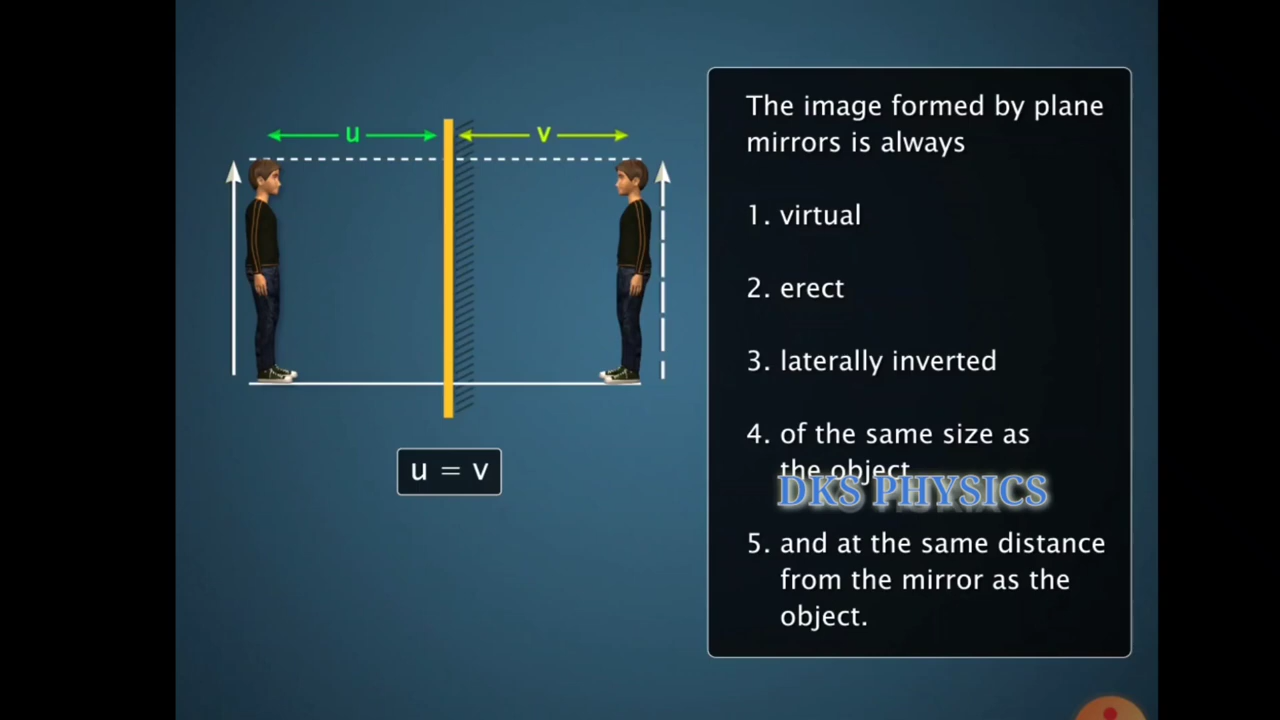 u
v
u = v
The image formed by plane
mirrors is always
1. virtual
2. erect
3. laterally inverted
4. of the same size as
the object
DKS PHYSICS
5. and at the same distance
from the mirror as the
object.